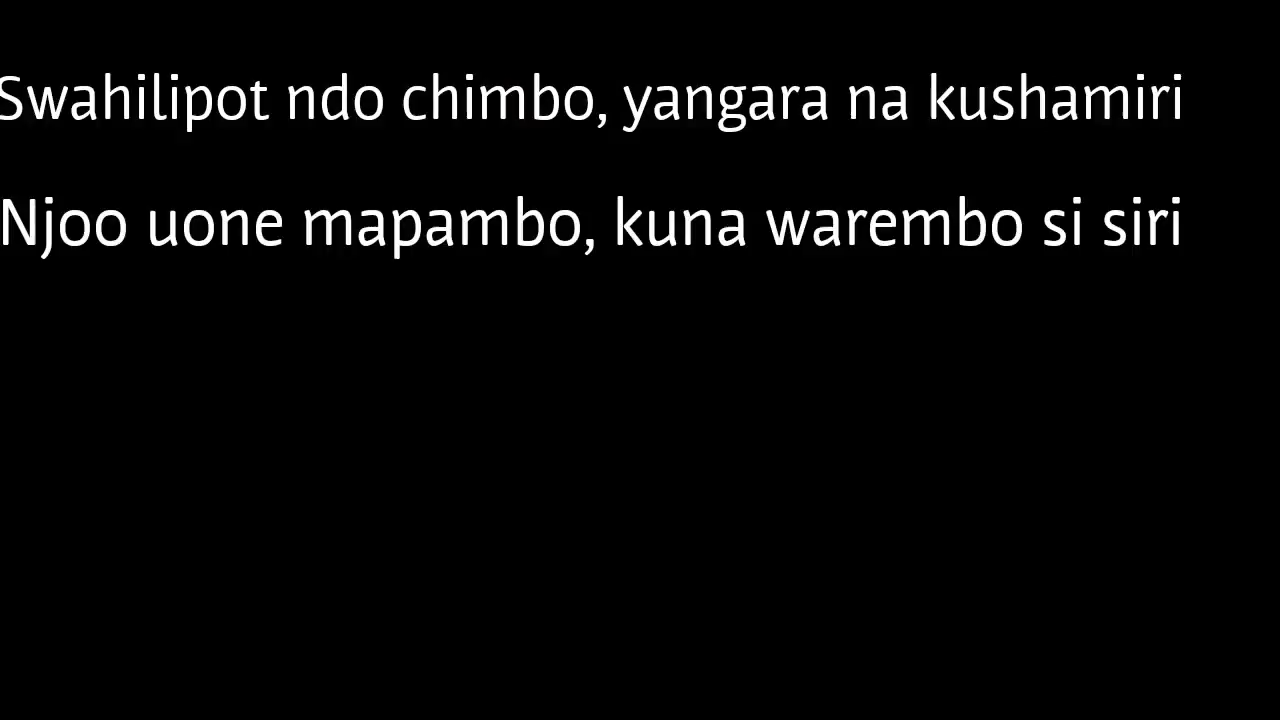 Swahilipot ndo chimbo, yangara na kushamiri
Njoo uone mapambo, kuna warembo si siri